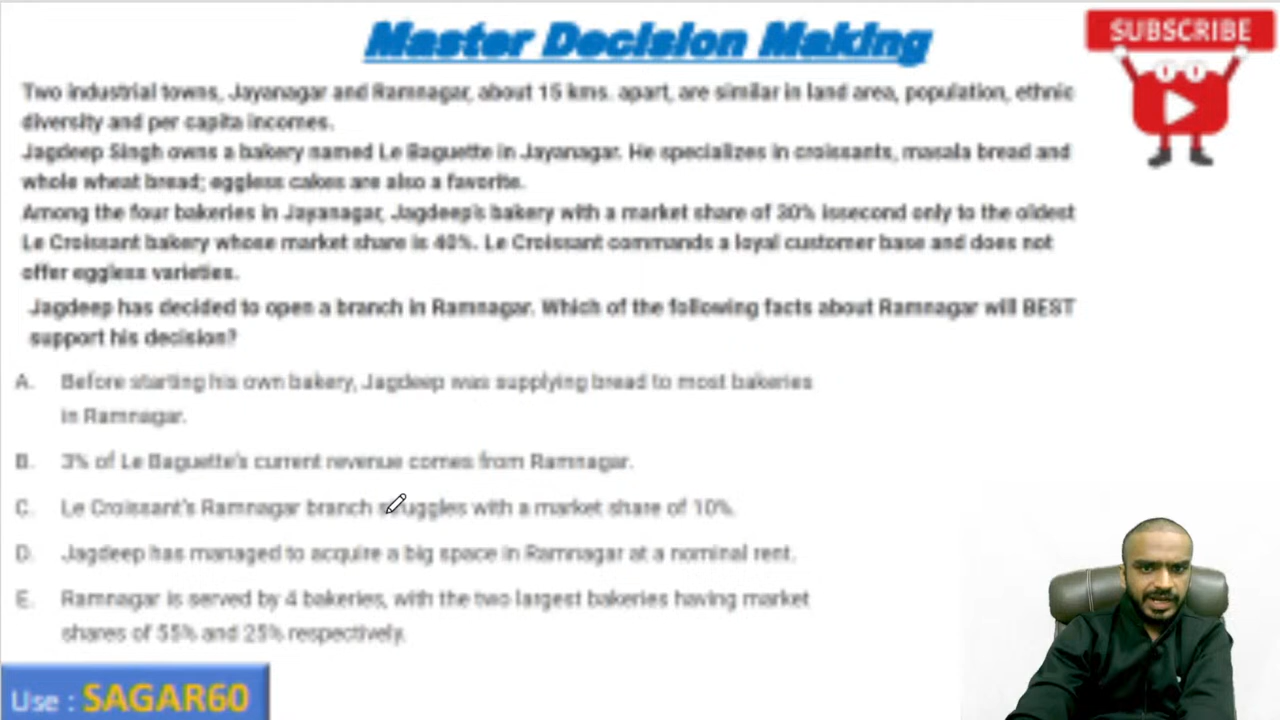 Master Decision Making
SUBSCRIBE
Two industrial towns, Jayanagar and Ramnagar, about 15 kms. apart, are similar in land area, population, ethnic
diversity and per capita incomes.
Jagdeep Singh owns a bakery named Le Baguette in Jayanagar. He specializes in croissants, masala bread and
whole wheat bread; eggless cakes are also a favorite.
Among the four bakeries in Jayanagar, Jagdeep's bakery with a market share of 30% issecond only to the oldest
Le Croissant bakery whose market share is 40%. Le Croissant commands a loyal customer base and does not
offer eggless varieties.
Jagdeep has decided to open a branch in Ramnagar. Which of the following facts about Ramnagar will BEST
support his decision?
A. Before starting his own bakery, Jagdeep was supplying bread to most bakeries
in Ramnagar.
B. 3% of Le Baguette's current revenue comes from Ramnagar.
C. Le Croissant's Ramnagar branch struggles with a market share of 10%.
D. Jagdeep has managed to acquire a big space in Ramnagar at a nominal rent.
E. Ramnagar is served by 4 bakeries, with the two largest bakeries having market
shares of 55% and 25% respectively.
Use : SAGAR60